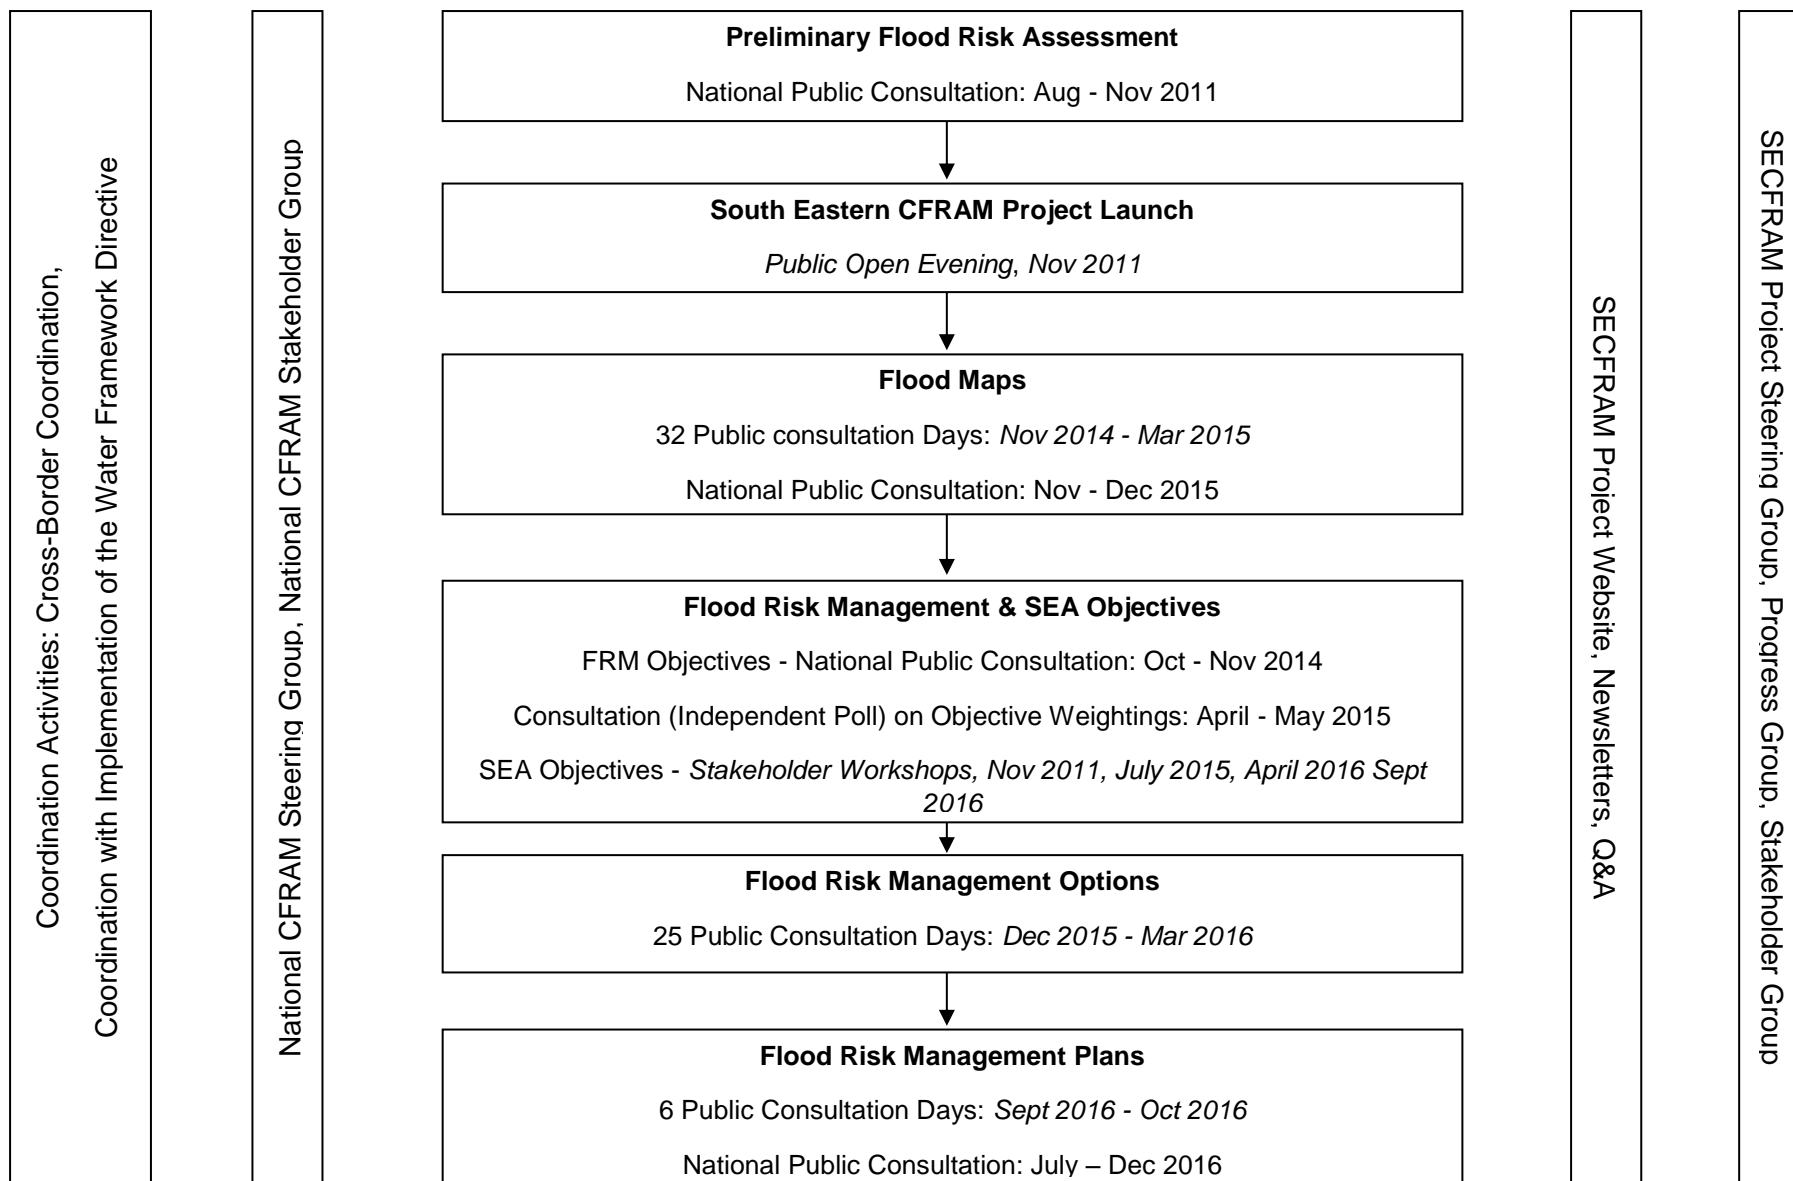 Coordination Activities: Cross-Border Coordination,
Coordination with Implementation of the Water Framework Directive
National CFRAM Steering Group, National CFRAM Stakeholder Group
Preliminary Flood Risk Assessment
National Public Consultation: Aug - Nov 2011
South Eastern CFRAM Project Launch
Public Open Evening, Nov 2011
Flood Maps
32 Public consultation Days: Nov 2014 - Mar 2015
National Public Consultation: Nov - Dec 2015
Flood Risk Management & SEA Objectives
FRM Objectives - National Public Consultation: Oct - Nov 2014
Consultation (Independent Poll) on Objective Weightings: April - May 2015
SEA Objectives - Stakeholder Workshops, Nov 2011, July 2015, April 2016 Sept
2016
Flood Risk Management Options
25 Public Consultation Days: Dec 2015 - Mar 2016
Flood Risk Management Plans
6 Public Consultation Days: Sept 2016 - Oct 2016
National Public Consultation: July – Dec 2016
SECFRAM Project Website, Newsletters, Q&A
SECFRAM Project Steering Group, Progress Group, Stakeholder Group